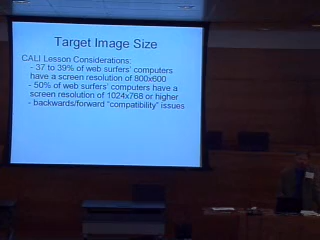 Target Image Size
CALI Lesson Considerations:
- 37 to 39% of web surfers' computers
have a screen resolution of 800x600
- 50% of web surfers' computers have a
screen resolution of 1024x768 or higher
- backwards/forward "compatibility" issues